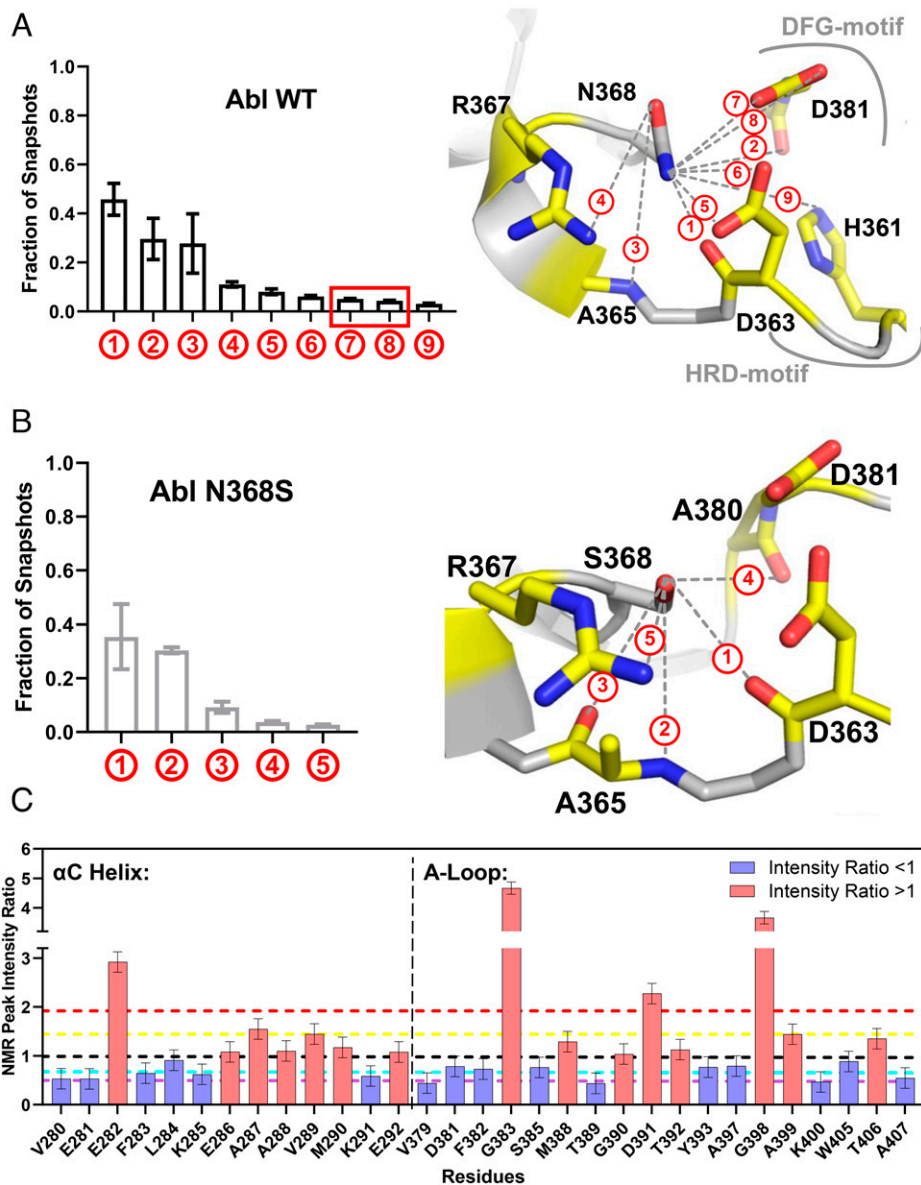 A
Abl WT
Fraction of Snapshots
1.0
0.8
0.6
0.4
0.2
0.0
1 2 3 4 5 6 7 8 9
DFG-motif
R367
N368
D381
7
8
2
6
9
5
1
4
3
H361
A365
D363
HRD-motif
B
Abl N368S
Fraction of Snapshots
1.0
0.8
0.6
0.4
0.2
0.0
1 2 3 4 5
D381
A380
R367
S368
4
5
1
3
2
D363
A365
C
NMR Peak Intensity Ratio
6
5
4
3
2
1
0
αC Helix:
A-Loop:
Intensity Ratio <1
Intensity Ratio >1
V280 E281 E282 F283 L284 K285 E286 A287 A288 V289 M290 K291 E292 V379 D381 F382 G383 S385 M388 T389 G390 D391 T392 Y393 A397 G398 A399 K400 W405 T406 A407
Residues